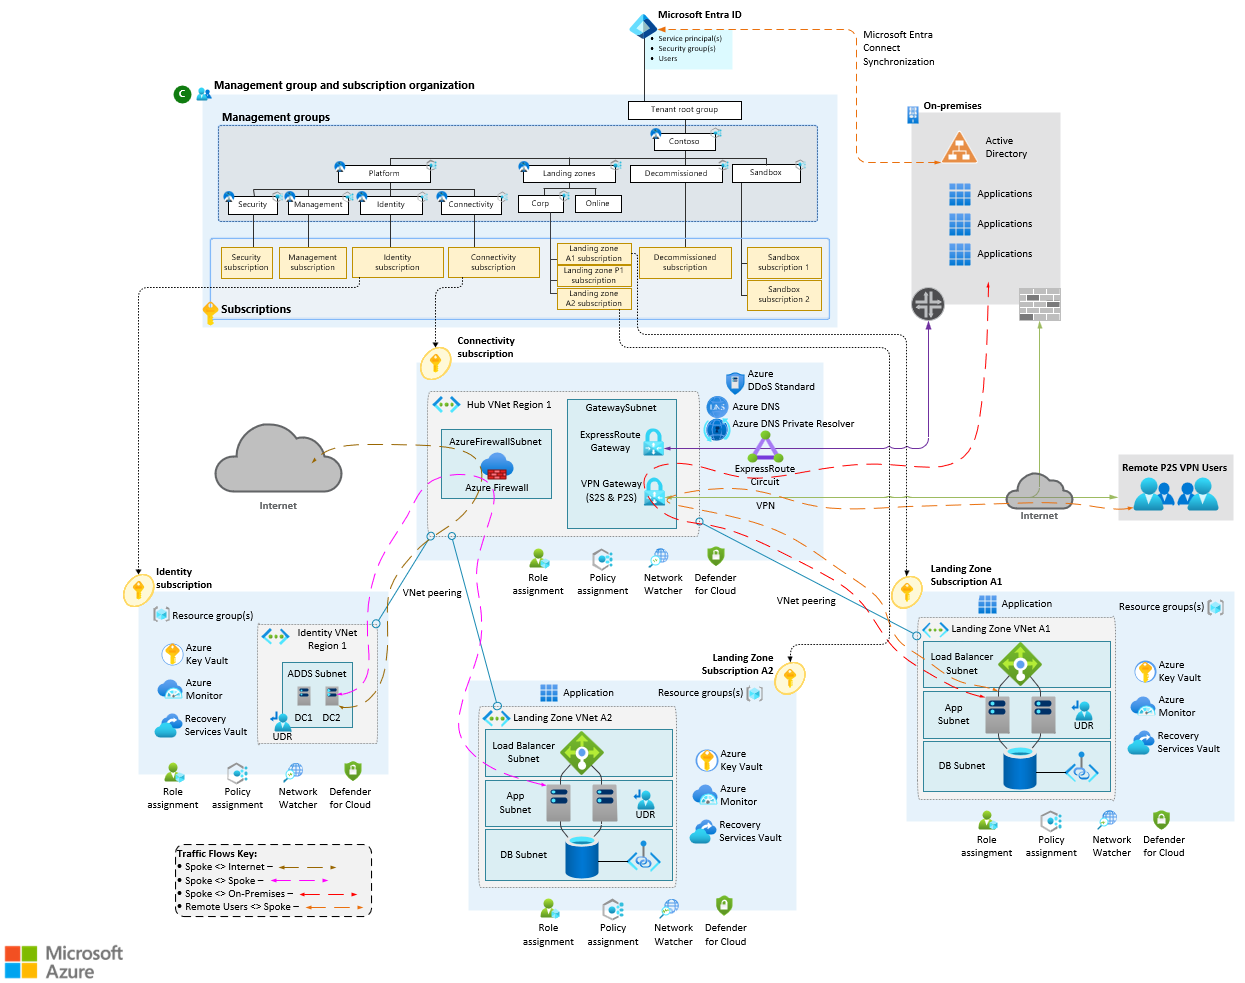 Microsoft Entra ID
• Service principal(s)
• Security group(s)
• Users
Microsoft Entra
Connect
Synchronization
Management group and subscription organization
C
Tenant root group
Management groups
Contoso
Platform
Landing zones
Decommissioned
Sandbox
Security
Management
Identity
Connectivity
Corp
Online
Security
subscription
Management
subscription
Identity
subscription
Connectivity
subscription
Landing zone
A1 subscription
Landing zone P1
subscription
Landing zone
A2 subscription
Decommissioned
subscription
Sandbox
subscription 1
Sandbox
subscription 2
Subscriptions
On-premises
Active
Directory
Applications
Applications
Applications
Connectivity
subscription
Hub VNet Region 1
AzureFirewallSubnet
Azure Firewall
GatewaySubnet
ExpressRoute
Gateway
VPN Gateway
(S2S & P2S)
Azure
DDoS Standard
DNS
Azure DNS
Azure DNS Private Resolver
ExpressRoute
Circuit
VPN
Internet
Internet
Remote P2S VPN Users
Role
assignment
Policy
assignment
Network
Watcher
Defender
for Cloud
VNet peering
VNet peering
Identity
subscription
Resource group(s)
Azure
Key Vault
Azure
Monitor
Recovery
Services Vault
Identity VNet
Region 1
ADDS Subnet
DC1
DC2
UDR
Role
assignment
Policy
assignment
Network
Watcher
Defender
for Cloud
Landing Zone
Subscription A2
Application
Resource groups(s)
Landing Zone VNet A2
Load Balancer
Subnet
App
Subnet
UDR
DB Subnet
Azure
Key Vault
Azure
Monitor
Recovery
Services Vault
Role
assignment
Policy
assignment
Network
Watcher
Defender
for Cloud
Landing Zone
Subscription A1
Application
Resource groups(s)
Landing Zone VNet A1
Load Balancer
Subnet
App
Subnet
UDR
DB Subnet
Azure
Key Vault
Azure
Monitor
Recovery
Services Vault
Role
assignment
Policy
assignment
Network
Watcher
Defender
for Cloud
Traffic Flows Key:
• Spoke <> Internet –
• Spoke <> Spoke –
• Spoke <> On-Premises –
• Remote Users <> Spoke –
Microsoft
Azure